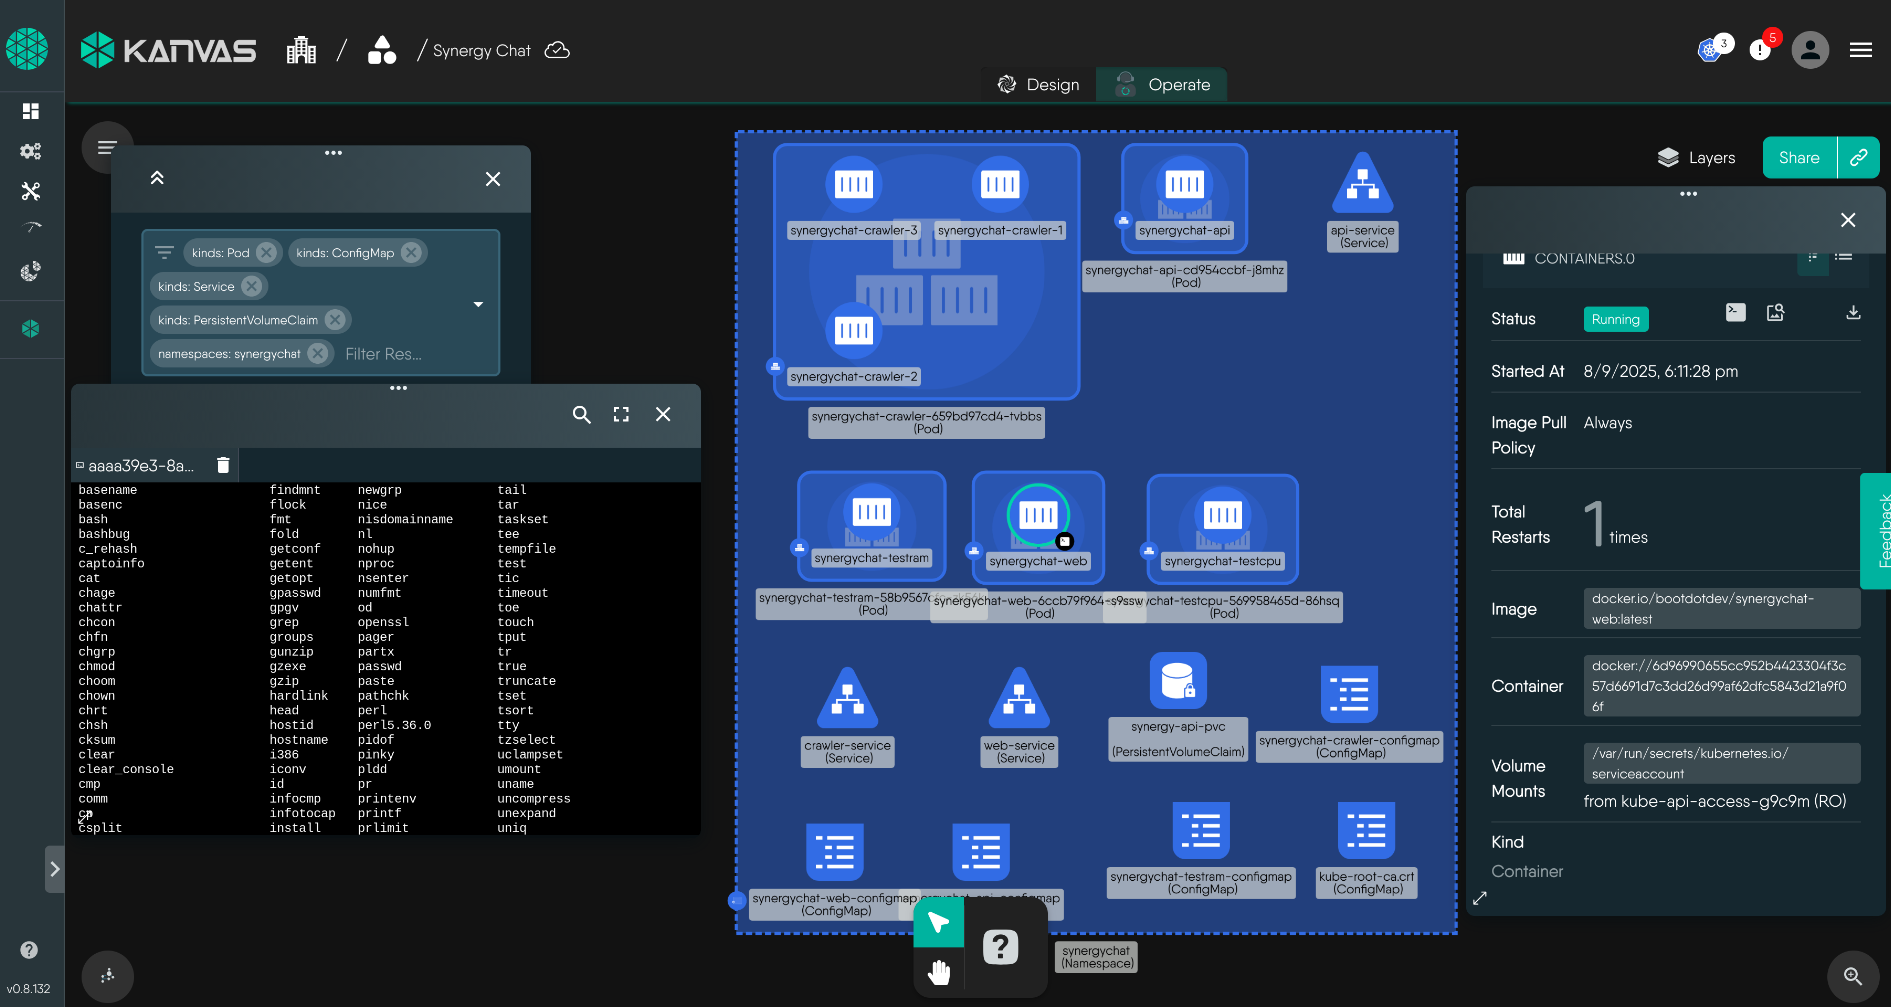 KANVAS
/ / Synergy Chat
3
5
Design
Operate
Layers
Share
kinds: Pod kinds: ConfigMap
kinds: Service
kinds: PersistentVolumeClaim
namespaces: synergychat Filter Res...
aaaa39e3-8a...
basename findmnt newgrp tail
basenc flock nice tar
bash fmt nisdomainname taskset
bashbug fold nl tee
c_rehash getconf nohup tempfile
captoinfo getent nproc test
cat getopt nsenter tic
chage gpasswd numfmt timeout
chattr gpgv od toe
chcon grep openssl touch
chfn groups pager tput
chgrp gunzip partx tr
chmod gzexe passwd true
choom gzip paste truncate
chown hardlink pathchk tset
chrt head perl tsort
chsh hostid perl5.36.0 tty
cksum hostname pidof tzselect
clear i386 pinky uclampset
clear_console iconv pldd umount
cmp id pr uname
comm infocmp printenv uncompress
infotocap printf unexpand
csplit install prlimit uniq
synergychat-crawler-3 synergychat-crawler-1
synergychat-crawler-2
synergychat-crawler-659bd97cd4-tvbbs
(Pod)
synergychat-api
synergychat-api-cd954ccbf-j8mhz
(Pod)
api-service
(Service)
synergychat-testram
synergychat-web
synergychat-testcpu
synergychat-testram-58b9567
(Pod)
synergychat-web-6ccb79f964-s9ssw
(Pod)
ychat-testcpu-569958465d-86hsq
(Pod)
crawler-service
(Service)
web-service
(Service)
synergy-api-pvc
(PersistentVolumeClaim)
synergychat-crawler-configmap
(ConfigMap)
synergychat-web-configmap
(ConfigMap)
synergychat-testram-configmap
(ConfigMap)
kube-root-ca.crt
(ConfigMap)
synergychat
(Namespace)
?
CONTAINERS.0
Status Running
Started At 8/9/2025, 6:11:28 pm
Image Pull
Policy
Always
Total
Restarts
1 times
Image
docker.io/bootdotdev/synergychat-
web:latest
Container
docker://6d96990655cc952b4423304f3c
57d6691d7c3dd26d99af62dfc5843d21a9f0
6f
Volume
Mounts
/var/run/secrets/kubernetes.io/
serviceaccount
from kube-api-access-g9c9m (RO)
Kind
Container
Feedback
v0.8.132